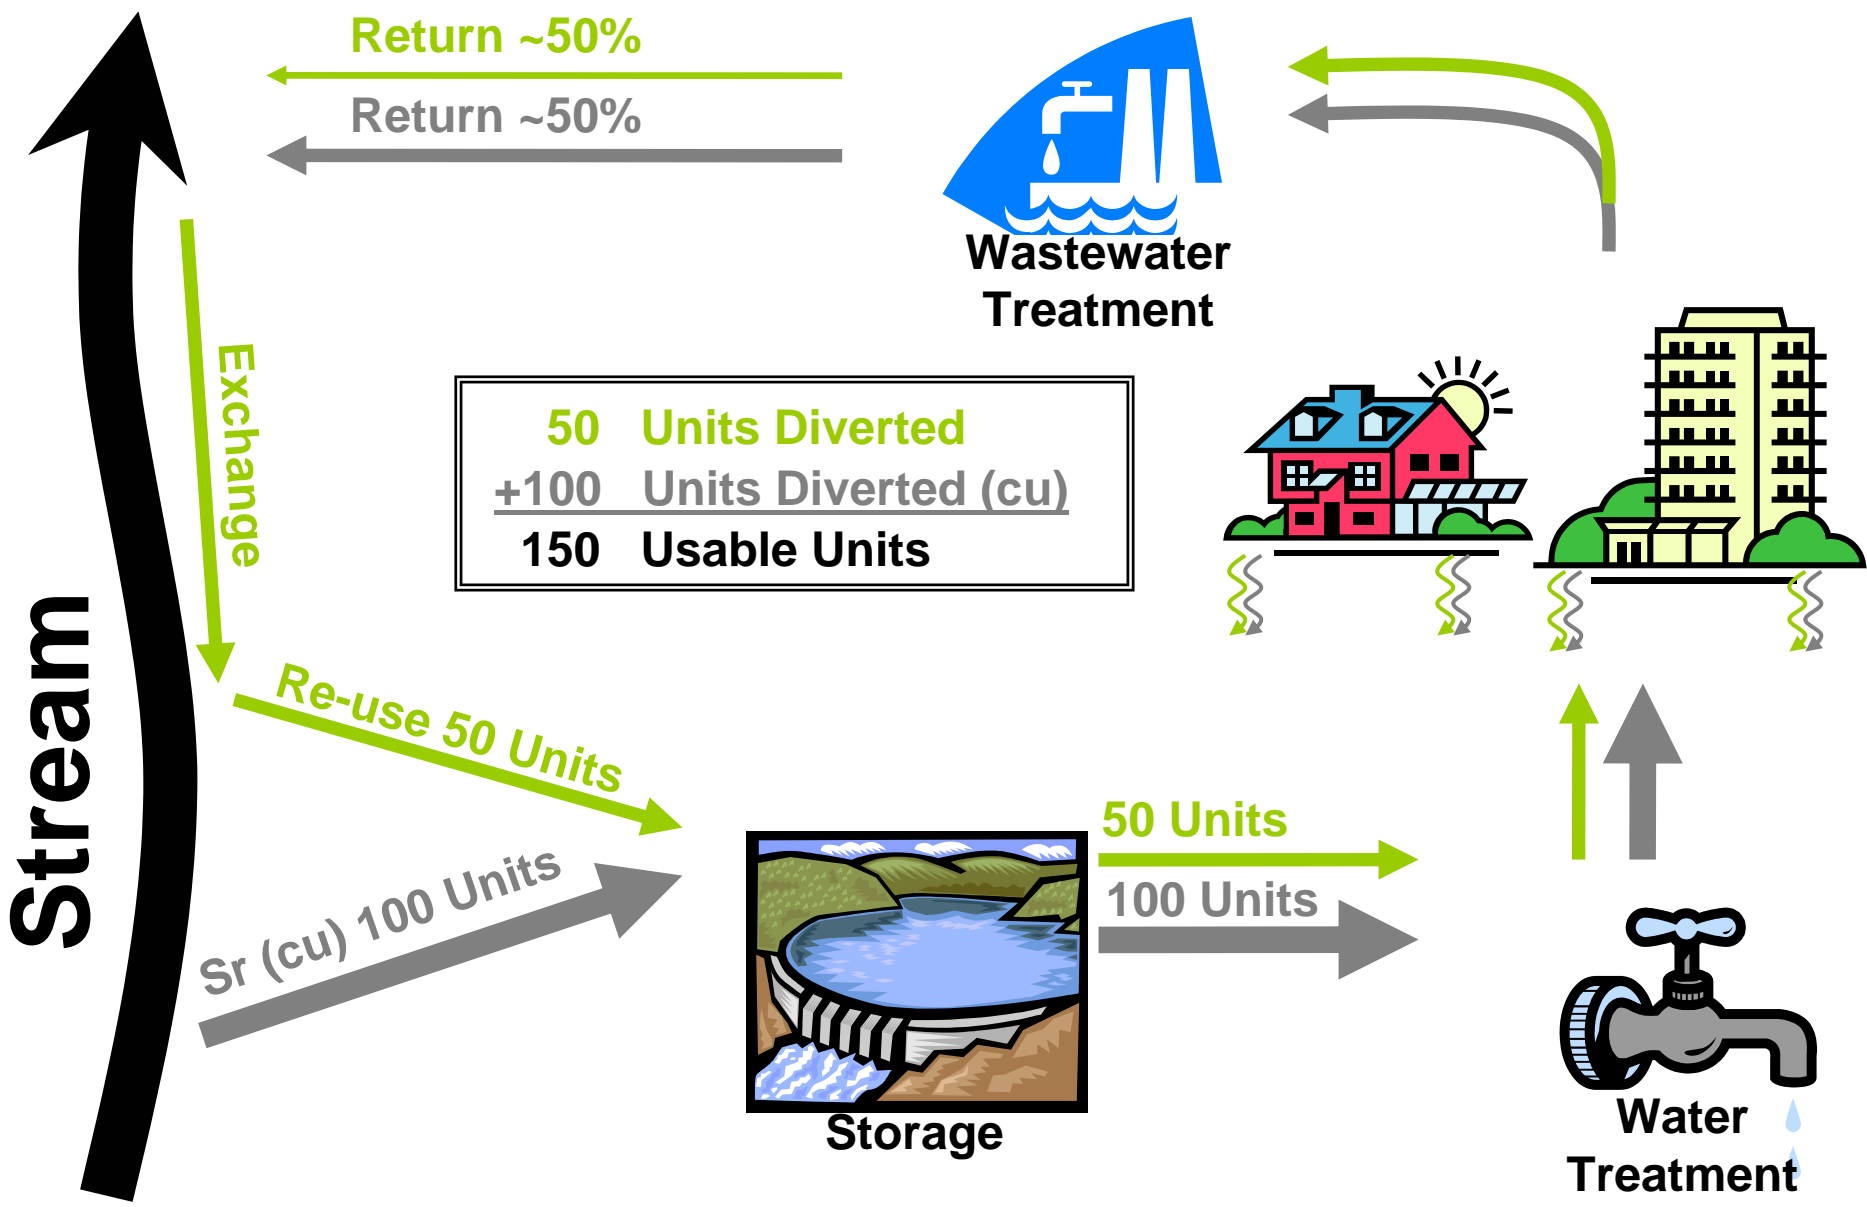 Return ~50%
Return ~50%
Wastewater
Treatment
Exchange
50 Units Diverted
+100 Units Diverted (cu)
150 Usable Units
Stream
Re-use 50 Units
Sr (cu) 100 Units
50 Units
100 Units
Storage
Water
Treatment